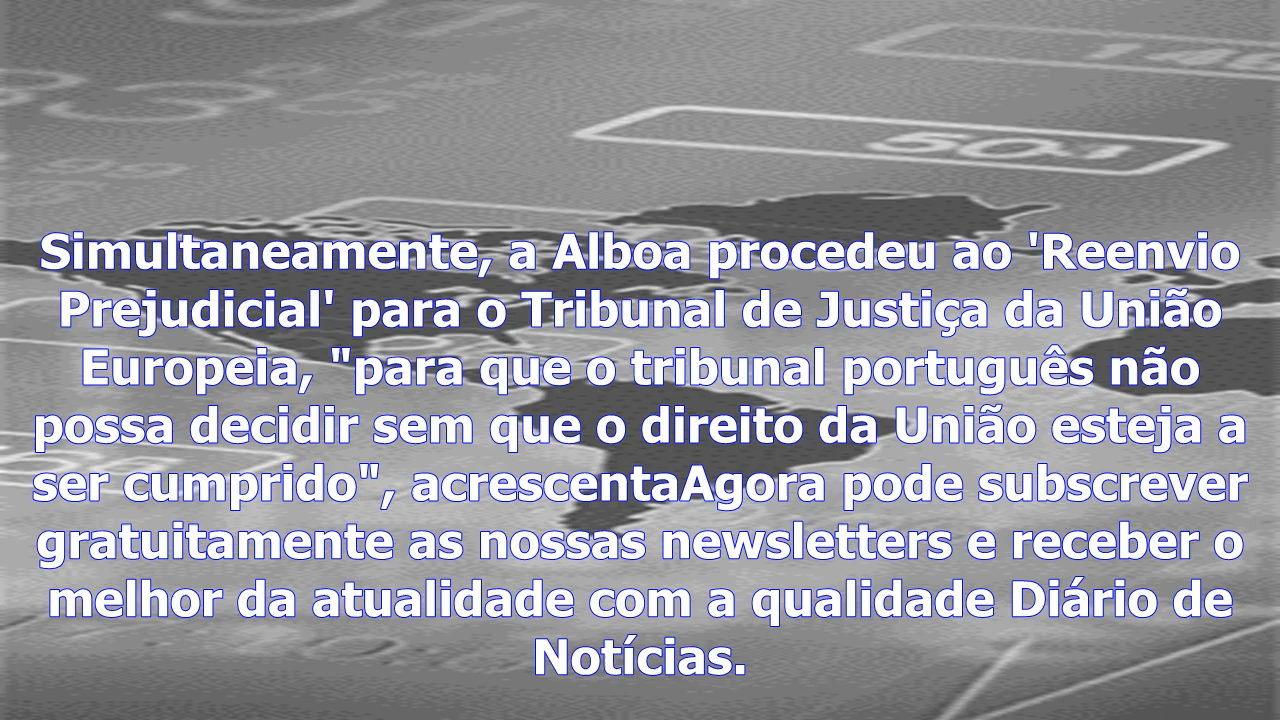 140
50
Simultaneamente, a Alboa procedeu ao 'Reenvio
Prejudicial' para o Tribunal de Justiça da União
Europeia, "para que o tribunal português não
possa decidir sem que o direito da União esteja a
ser cumprido", acrescentaAgora pode subscrever
gratuitamente as nossas newsletters e receber o
melhor da atualidade com a qualidade Diário de
Notícias.